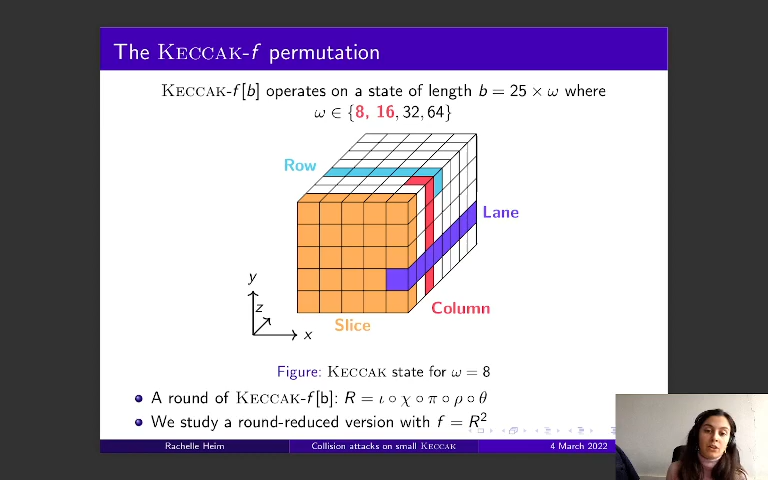 The KECCAK-f permutation
KECCAK-f[b] operates on a state of length b = 25 × ω where
ω ∈ {8, 16, 32, 64}
Row
Lane
y
z
x
Column
Slice
Figure: KECCAK state for ω = 8
A round of KECCAK-f[b]: R = ι ∘ χ ∘ π ∘ ρ ∘ θ
We study a round-reduced version with f = R²
Rachelle Heim
Collision attacks on small KECCAK
4 March 2022